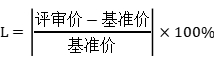 L = |评审价 − 基准价 / 基准价| × 100%